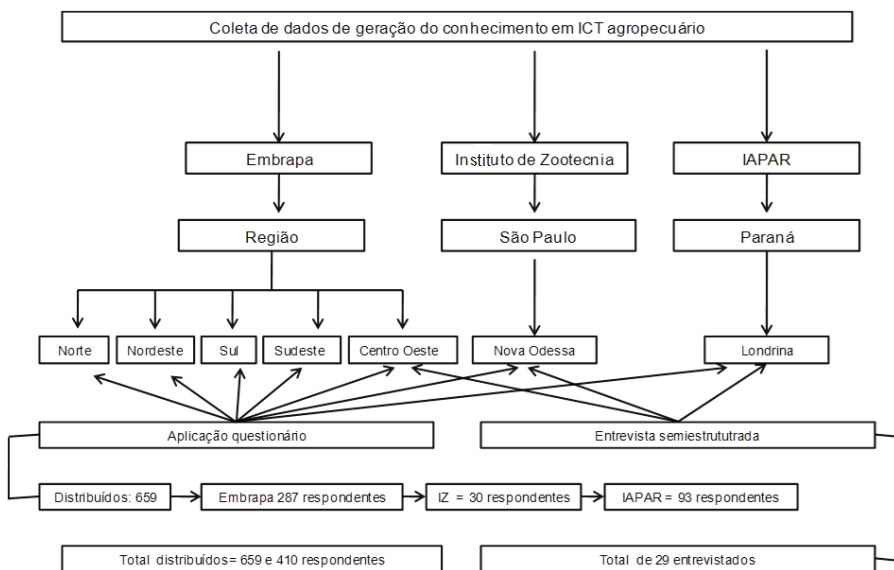 Coleta de dados de geração do conhecimento em ICT agropecuário
Embrapa
Instituto de Zootecnia
IAPAR
Região
São Paulo
Paraná
Norte
Nordeste
Sul
Sudeste
Centro Oeste
Nova Odessa
Londrina
Aplicação questionário
Entrevista semiestrututrada
Distribuídos: 659
Embrapa 287 respondentes
IZ = 30 respondentes
IAPAR = 93 respondentes
Total distribuídos= 659 e 410 respondentes
Total de 29 entrevistados